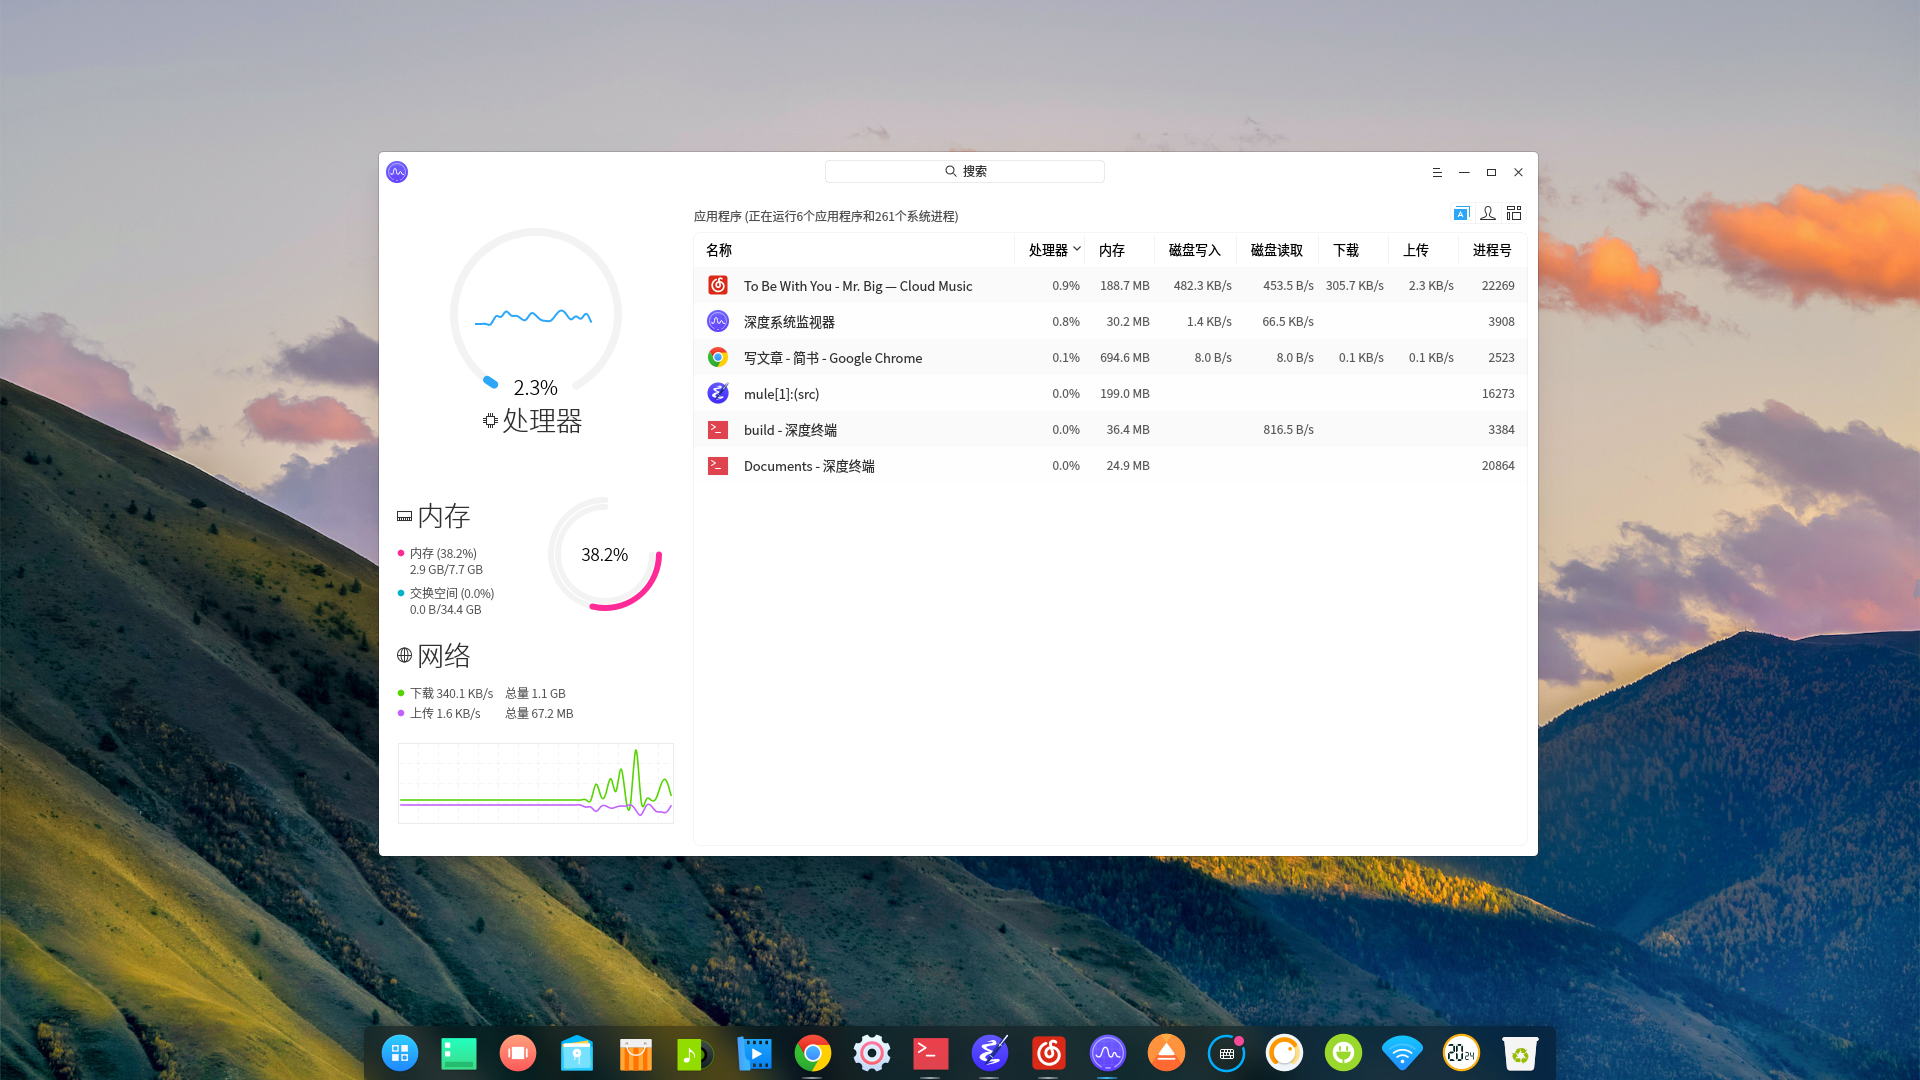 搜索
2.3%
处理器
内存
内存 (38.2%)
2.9 GB/7.7 GB
交换空间 (0.0%)
0.0 B/34.4 GB
38.2%
网络
下载 340.1 KB/s 总量 1.1 GB
上传 1.6 KB/s 总量 67.2 MB
应用程序 (正在运行6个应用程序和261个系统进程)
名称 处理器 内存 磁盘写入 磁盘读取 下载 上传 进程号
To Be With You - Mr. Big — Cloud Music 0.9% 188.7 MB 482.3 KB/s 453.5 B/s 305.7 KB/s 2.3 KB/s 22269
深度系统监视器 0.8% 30.2 MB 1.4 KB/s 66.5 KB/s 3908
写文章 - 简书 - Google Chrome 0.1% 694.6 MB 8.0 B/s 8.0 B/s 0.1 KB/s 0.1 KB/s 2523
mule[1]:(src) 0.0% 199.0 MB 16273
build - 深度终端 0.0% 36.4 MB 816.5 B/s 3384
Documents - 深度终端 0.0% 24.9 MB 20864
20 24